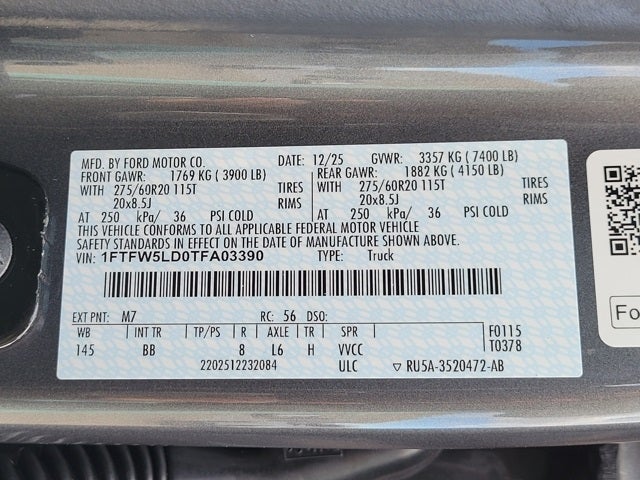 MFD. BY FORD MOTOR CO. DATE: 12/25 GVWR: 3357 KG ( 7400 LB)
FRONT GAWR: 1769 KG ( 3900 LB) REAR GAWR: 1882 KG ( 4150 LB)
WITH 275/60R20 115T TIRES WITH 275/60R20 115T TIRES
20x8.5J RIMS 20x8.5J RIMS
AT 250 kPa/ 36 PSI COLD AT 250 kPa/ 36 PSI COLD
THIS VEHICLE CONFORMS TO ALL APPLICABLE FEDERAL MOTOR VEHICLE
SAFETY STANDARDS IN EFFECT ON THE DATE OF MANUFACTURE SHOWN ABOVE.
VIN: 1FTFW5LD0TFA03390 TYPE: Truck
EXT PNT: M7 RC: 56 DSO:
WB INT TR TP/PS R AXLE TR SPR F0115
145 BB 8 L6 H VVCC T0378
2202512232084 ULC ▽ RU5A-3520472-AB
For